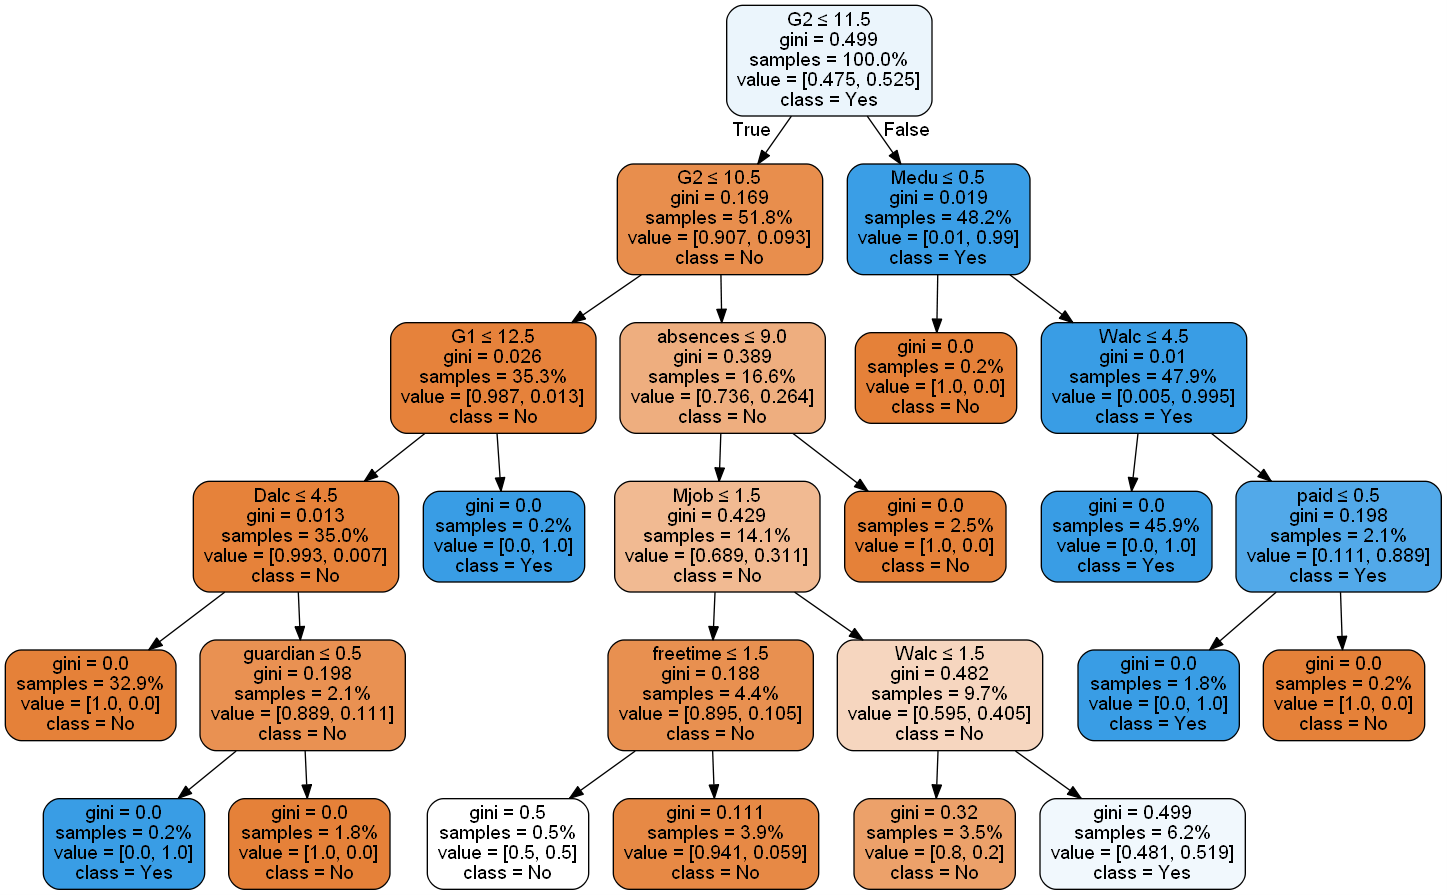 G2 ≤ 11.5
gini = 0.499
samples = 100.0%
value = [0.475, 0.525]
class = Yes
True
False
G2 ≤ 10.5
gini = 0.169
samples = 51.8%
value = [0.907, 0.093]
class = No
Medu ≤ 0.5
gini = 0.019
samples = 48.2%
value = [0.01, 0.99]
class = Yes
G1 ≤ 12.5
gini = 0.026
samples = 35.3%
value = [0.987, 0.013]
class = No
absences ≤ 9.0
gini = 0.389
samples = 16.6%
value = [0.736, 0.264]
class = No
gini = 0.0
samples = 0.2%
value = [1.0, 0.0]
class = No
Walc ≤ 4.5
gini = 0.01
samples = 47.9%
value = [0.005, 0.995]
class = Yes
Dalc ≤ 4.5
gini = 0.013
samples = 35.0%
value = [0.993, 0.007]
class = No
gini = 0.0
samples = 0.2%
value = [0.0, 1.0]
class = Yes
Mjob ≤ 1.5
gini = 0.429
samples = 14.1%
value = [0.689, 0.311]
class = No
gini = 0.0
samples = 2.5%
value = [1.0, 0.0]
class = No
gini = 0.0
samples = 45.9%
value = [0.0, 1.0]
class = Yes
paid ≤ 0.5
gini = 0.198
samples = 2.1%
value = [0.111, 0.889]
class = Yes
gini = 0.0
samples = 32.9%
value = [1.0, 0.0]
class = No
guardian ≤ 0.5
gini = 0.198
samples = 2.1%
value = [0.889, 0.111]
class = No
freetime ≤ 1.5
gini = 0.188
samples = 4.4%
value = [0.895, 0.105]
class = No
Walc ≤ 1.5
gini = 0.482
samples = 9.7%
value = [0.595, 0.405]
class = No
gini = 0.0
samples = 1.8%
value = [0.0, 1.0]
class = Yes
gini = 0.0
samples = 0.2%
value = [1.0, 0.0]
class = No
gini = 0.0
samples = 0.2%
value = [0.0, 1.0]
class = Yes
gini = 0.0
samples = 1.8%
value = [1.0, 0.0]
class = No
gini = 0.5
samples = 0.5%
value = [0.5, 0.5]
class = No
gini = 0.111
samples = 3.9%
value = [0.941, 0.059]
class = No
gini = 0.32
samples = 3.5%
value = [0.8, 0.2]
class = No
gini = 0.499
samples = 6.2%
value = [0.481, 0.519]
class = Yes